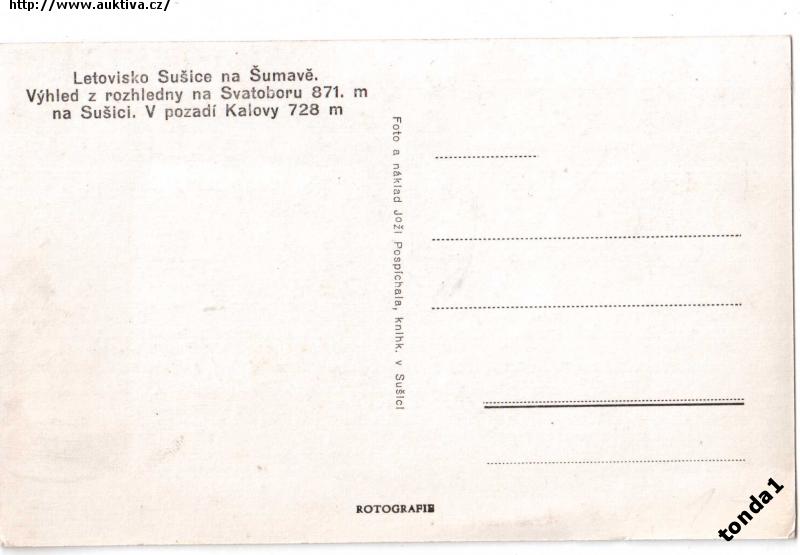 http://www.auktiva.cz/
Letovisko Sušice na Šumavě.
Výhled z rozhledny na Svatoboru 871. m
na Sušici. V pozadí Kalovy 728 m
Foto a náklad Joži Pospíchala, knihk. v Sušici
ROTOGRAFIE
tonda1